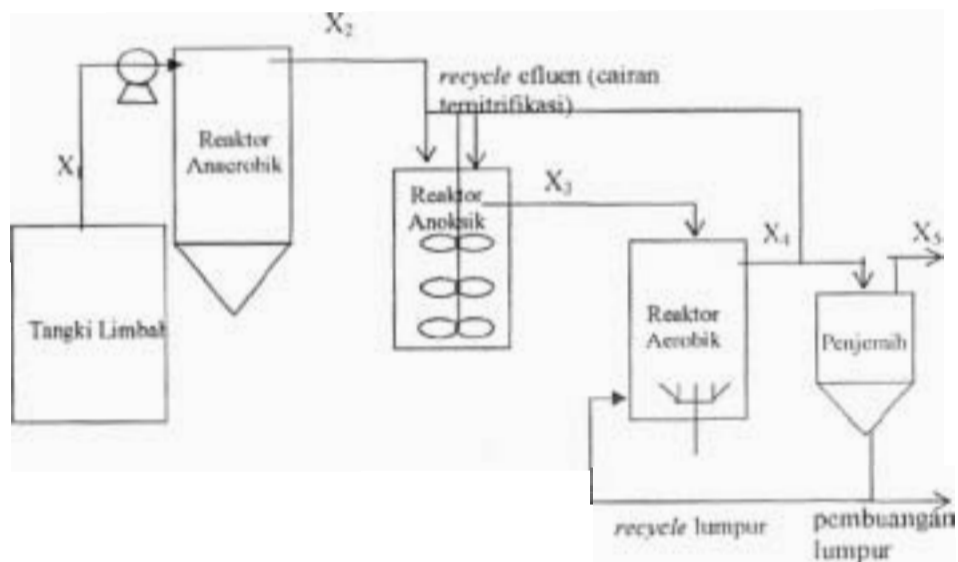 X₂
recycle efluen (cairan
ternitrifikasi)
Reaktor
Anaerobik
X₁
Reaktor
Anoksik
X₃
X₄
X₅
Tangki Limbah
Reaktor
Aerobik
Penjernih
recycle lumpur
pembuangan
lumpur